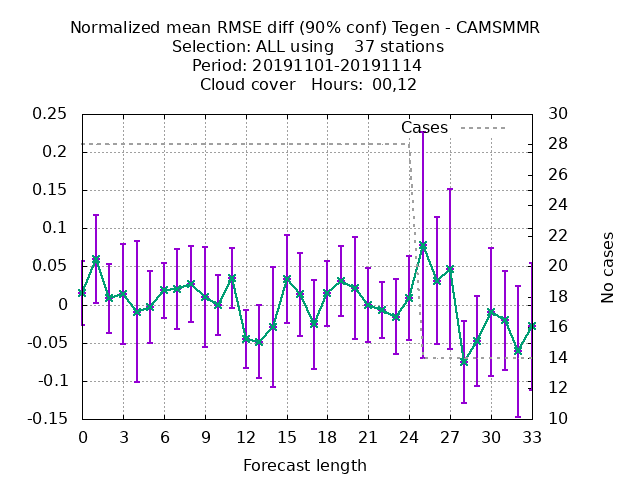 Normalized mean RMSE diff (90% conf) Tegen - CAMSMMR
Selection: ALL using    37 stations
Period: 20191101-20191114
Cloud cover   Hours:  00,12
Cases
0.25
0.2
0.15
0.1
0.05
0
-0.05
-0.1
-0.15
30
28
26
24
22
20
18
16
14
12
10
No cases
0 3 6 9 12 15 18 21 24 27 30 33
Forecast length